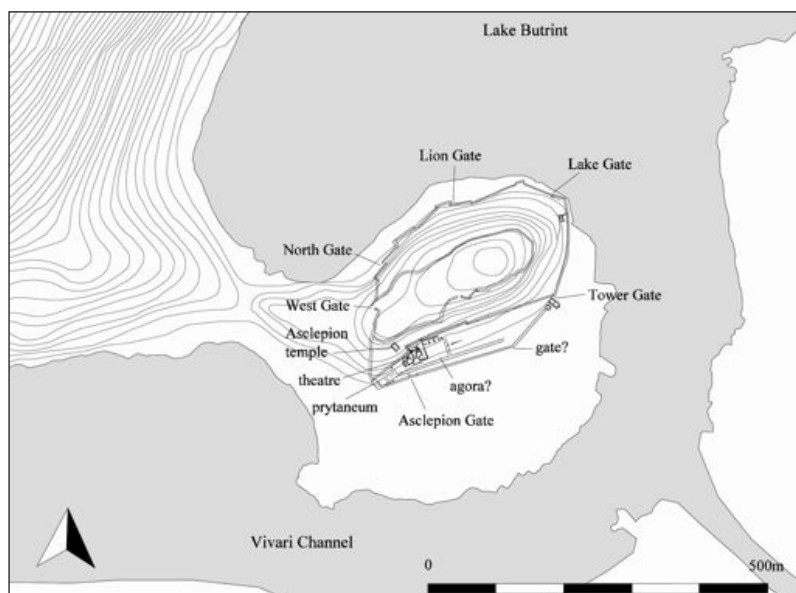 Lake Butrint
Lion Gate
Lake Gate
North Gate
West Gate
Tower Gate
Asclepion
temple
gate?
theatre
agora?
prytaneum
Asclepion Gate
Vivari Channel
0
500m